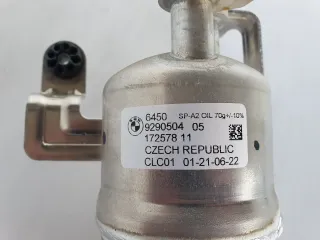 6450 SP-A2 OIL 70g+/-10%
9290504 05
172578 11
CZECH REPUBLIC
CLC01 01-21-06-22